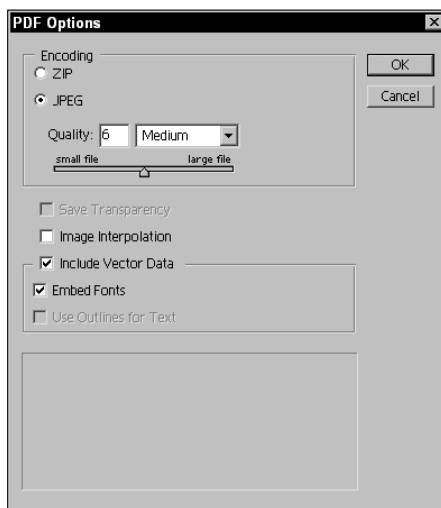 PDF Options
Encoding
ZIP
JPEG
Quality: 6 Medium
small file large file
Save Transparency
Image Interpolation
Include Vector Data
Embed Fonts
Use Outlines for Text
OK
Cancel